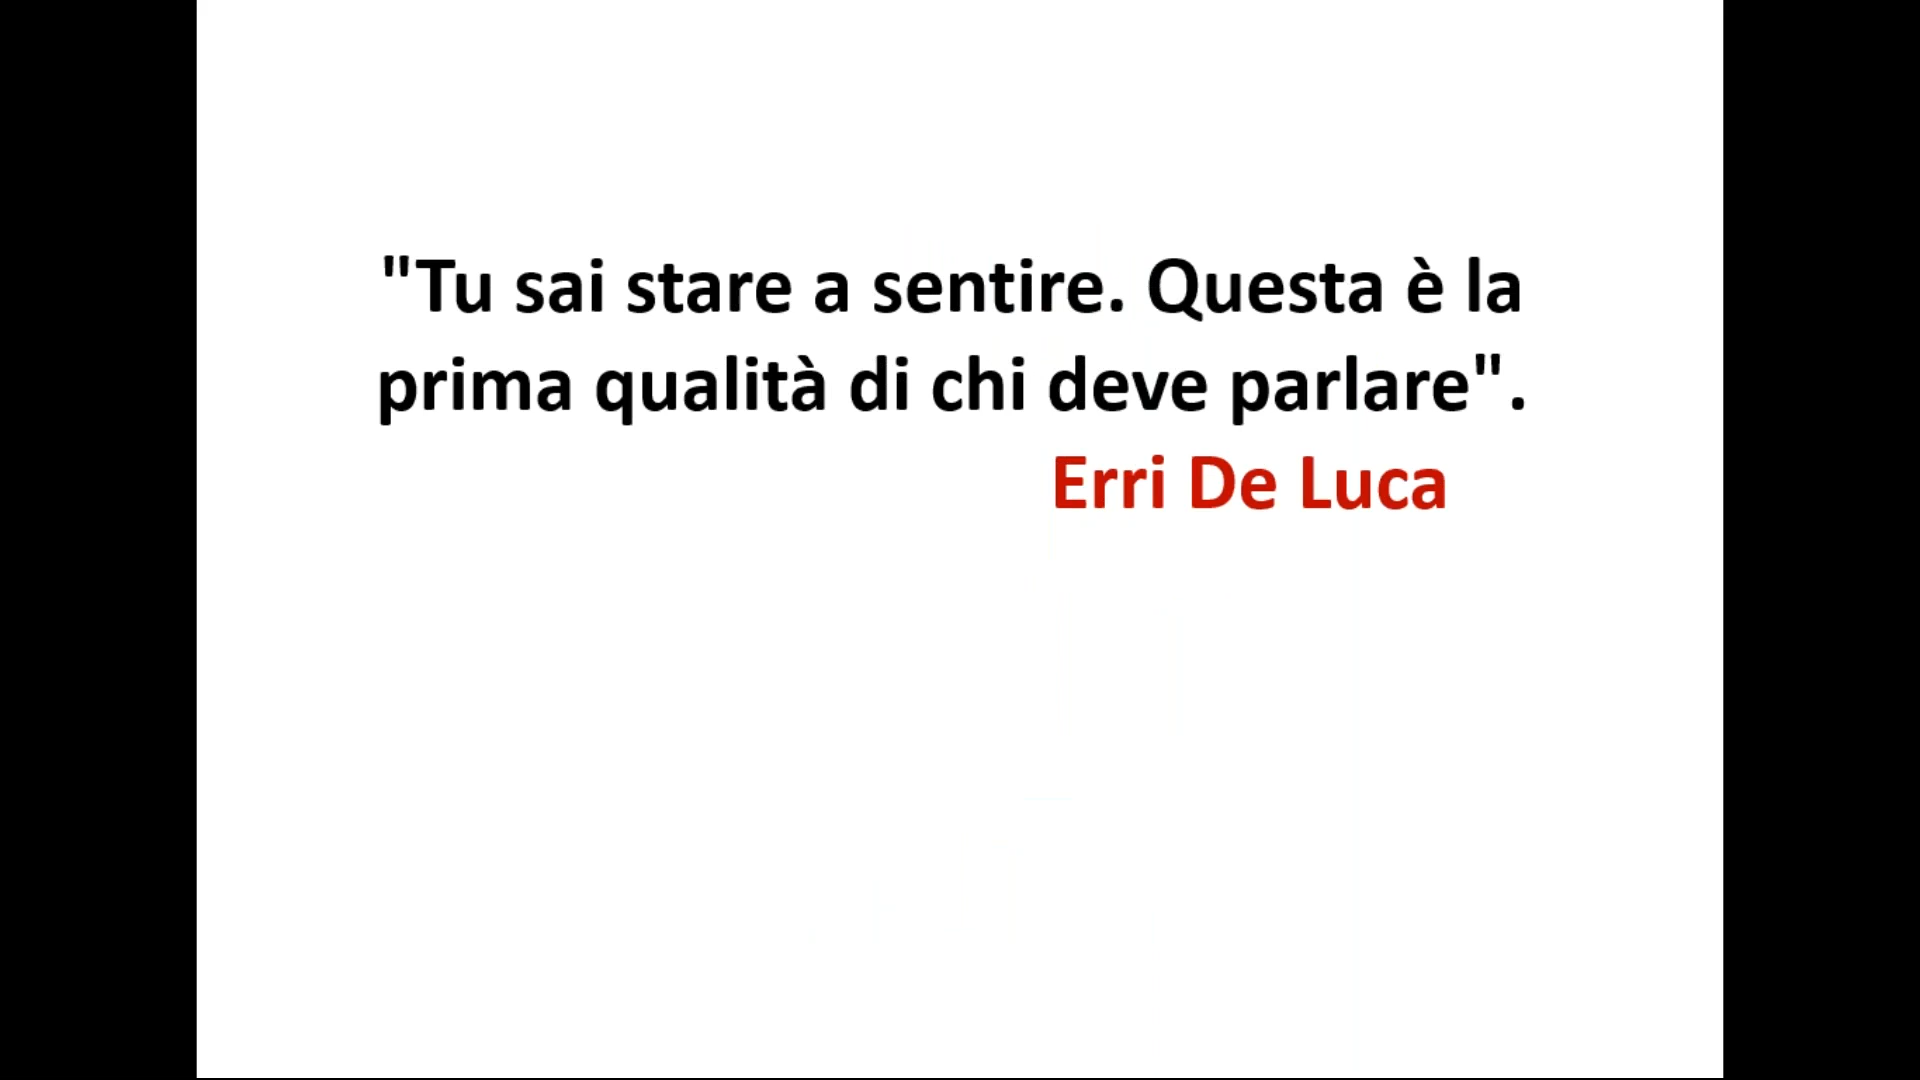 "Tu sai stare a sentire. Questa è la
prima qualità di chi deve parlare".
Erri De Luca